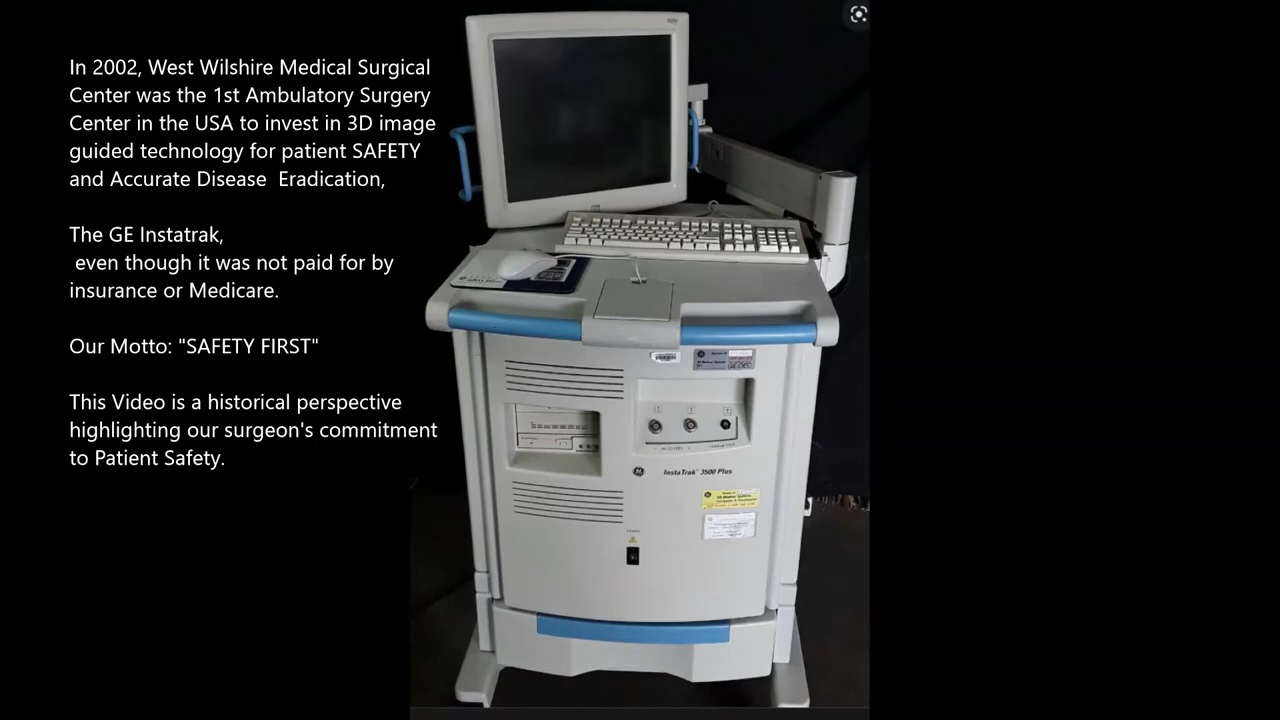 In 2002, West Wilshire Medical Surgical
Center was the 1st Ambulatory Surgery
Center in the USA to invest in 3D image
guided technology for patient SAFETY
and Accurate Disease  Eradication,
The GE Instatrak,
even though it was not paid for by
insurance or Medicare.
Our Motto: "SAFETY FIRST"
This Video is a historical perspective
highlighting our surgeon's commitment
to Patient Safety.
GE OEC
InstaTrak 3500 Plus